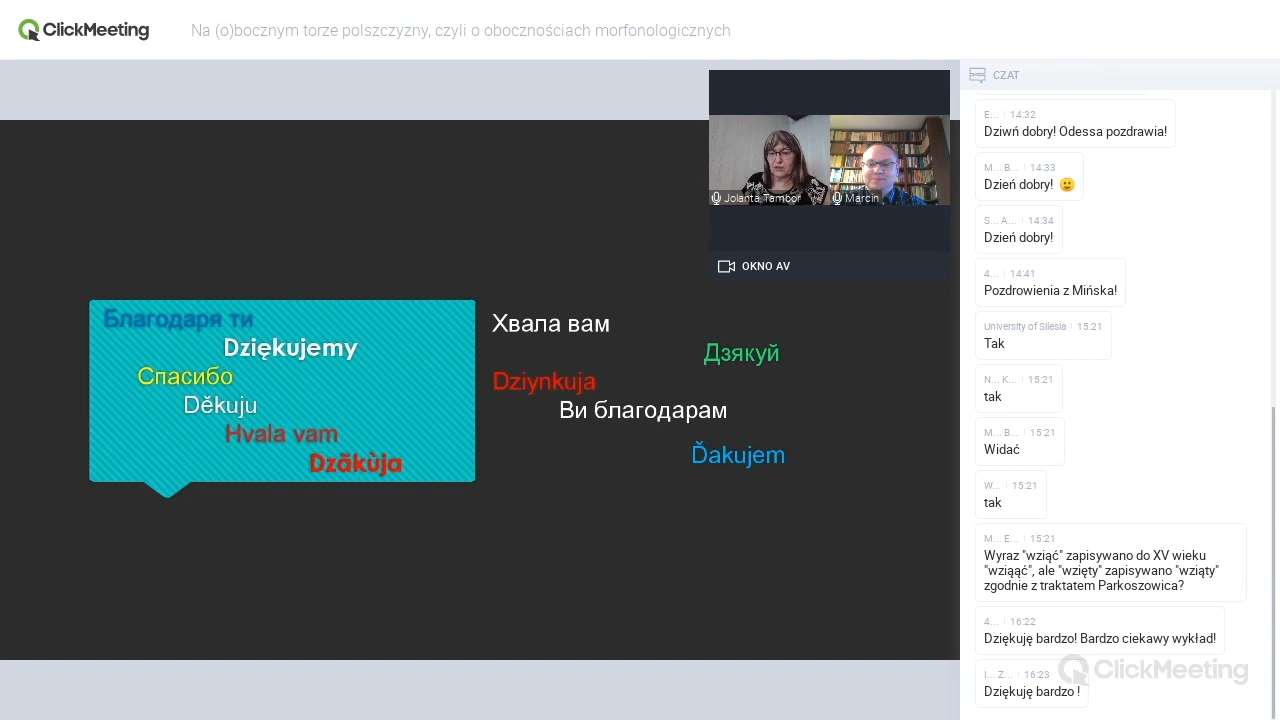 ClickMeeting
Na (o)bocznym torze polszczyzny, czyli o obocznościach morfonologicznych
Благодаря ти
Dziękujemy
Спасибо
Děkuju
Hvala vam
Dzãkùja
Хвала вам
Дзякуй
Dziynkuja
Ви благодарам
Ďakujem
Jolanta Tambor
Marcin
OKNO AV
CZAT
E... 14:32
Dziwń dobry! Odessa pozdrawia!
M... B... 14:33
Dzień dobry! 🙂
S... A... 14:34
Dzień dobry!
4... 14:41
Pozdrowienia z Mińska!
University of Silesia 15:21
Tak
N... K... 15:21
tak
M... B... 15:21
Widać
W... 15:21
tak
M... E... 15:21
Wyraz "wziąć" zapisywano do XV wieku
"wziąąć", ale "wzięty" zapisywano "wziąty"
zgodnie z traktatem Parkoszowica?
4... 16:22
Dziękuję bardzo! Bardzo ciekawy wykład!
I... Z... 16:23
Dziękuję bardzo !
ClickMeeting